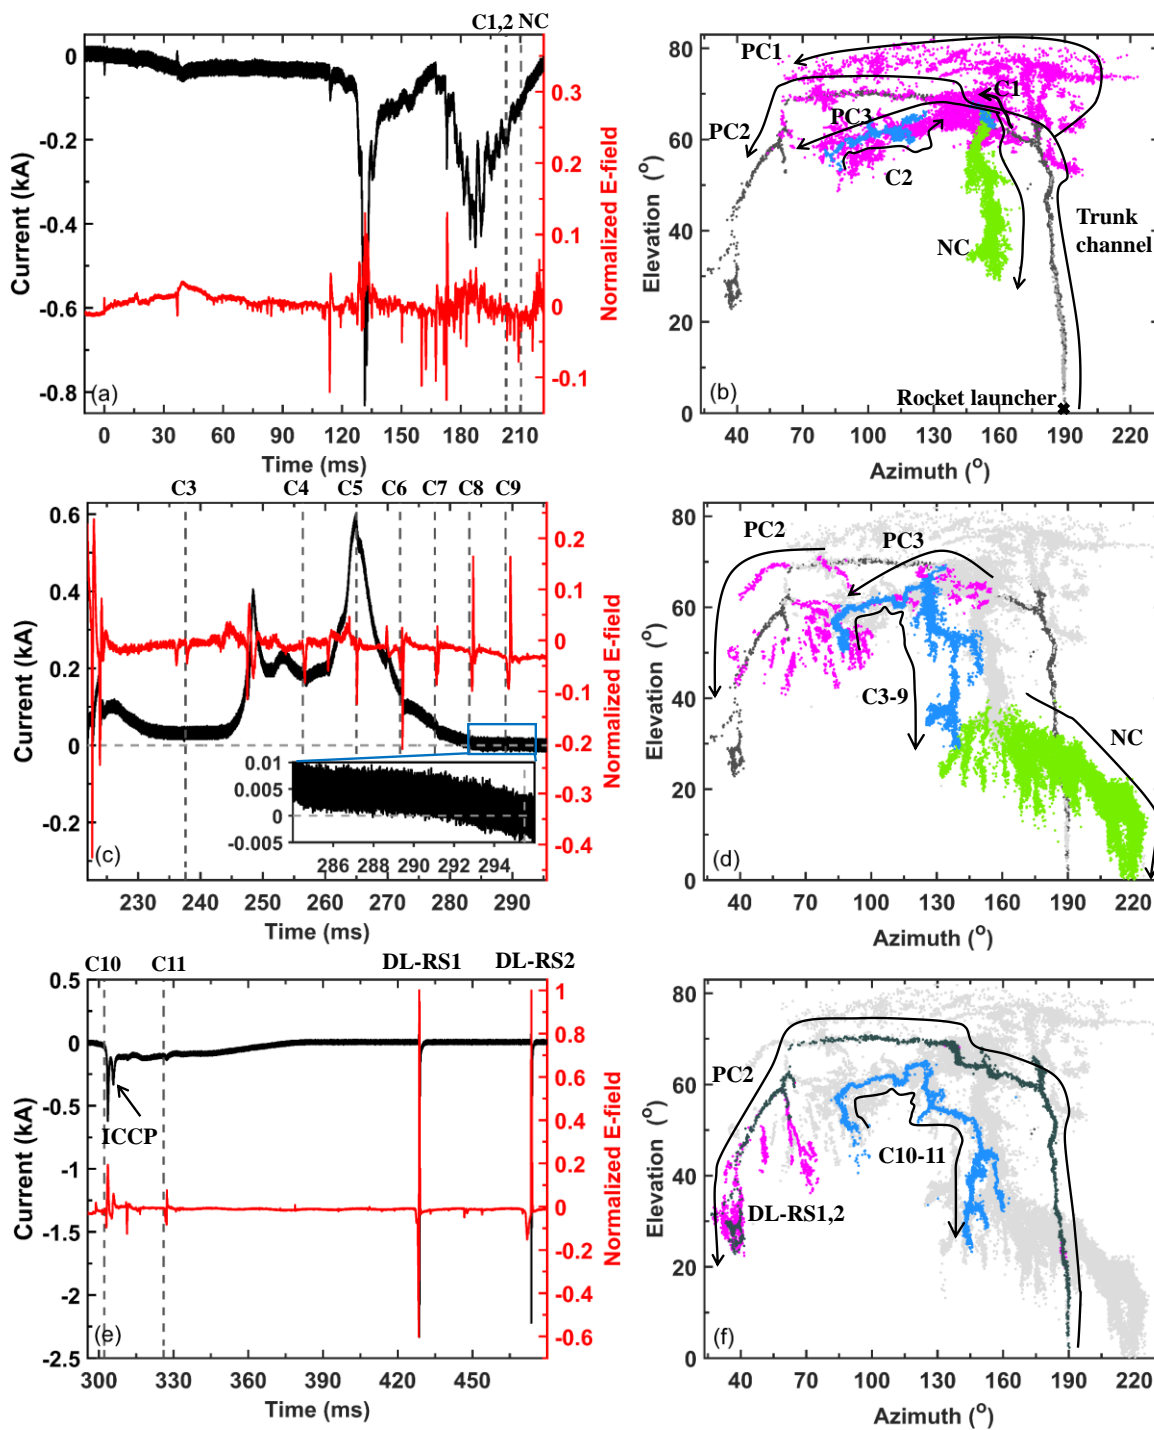 C1,2 NC
0
-0.2
-0.4
-0.6
-0.8
Current (kA)
0.3
0.2
0.1
0
-0.1
Normalized E-field
(a)
0 30 60 90 120 150 180 210
Time (ms)
80
60
40
20
0
Elevation (°)
PC1
C1
PC2
PC3
C2
NC
Trunk
channel
Rocket launcher
(b)
40 70 100 130 160 190 220
Azimuth (°)
C3 C4 C5 C6 C7 C8 C9
0.6
0.4
0.2
0
-0.2
Current (kA)
0.2
0.1
0
-0.1
-0.2
-0.3
-0.4
Normalized E-field
0.01
0.005
0
-0.005
286 288 290 292 294
(c)
230 240 250 260 270 280 290
Time (ms)
80
60
40
20
0
Elevation (°)
PC2
PC3
C3-9
NC
(d)
40 70 100 130 160 190 220
Azimuth (°)
C10 C11 DL-RS1 DL-RS2
0.5
0
-0.5
-1
-1.5
-2
-2.5
Current (kA)
1
0.8
0.6
0.4
0.2
0
-0.2
-0.4
-0.6
Normalized E-field
ICCP
(e)
300 330 360 390 420 450
Time (ms)
80
60
40
20
0
Elevation (°)
PC2
C10-11
DL-RS1,2
(f)
40 70 100 130 160 190 220
Azimuth (°)